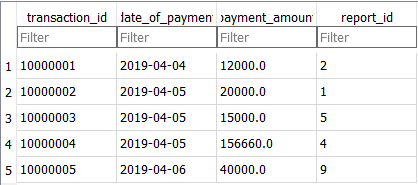 transaction_id date_of_payment payment_amount report_id
Filter Filter Filter Filter
1 10000001 2019-04-04 12000.0 2
2 10000002 2019-04-05 20000.0 1
3 10000003 2019-04-05 15000.0 5
4 10000004 2019-04-05 156660.0 4
5 10000005 2019-04-06 40000.0 9